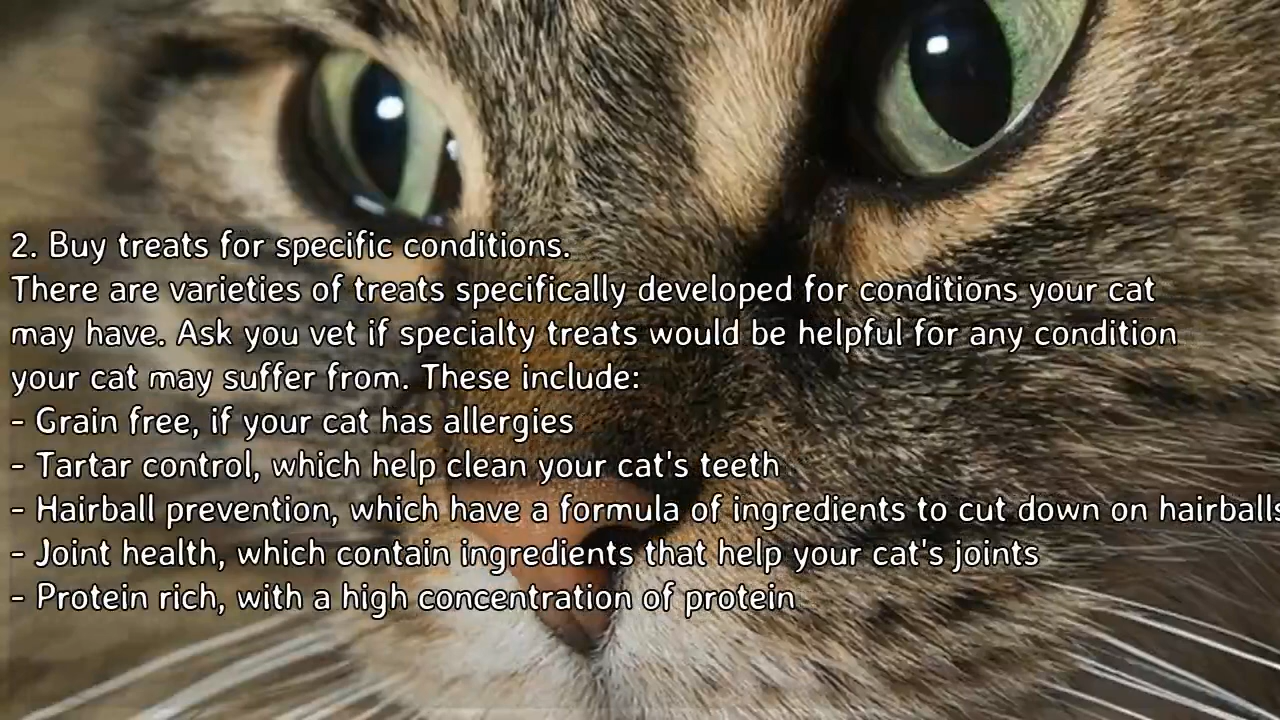 2. Buy treats for specific conditions.
There are varieties of treats specifically developed for conditions your cat
may have. Ask you vet if specialty treats would be helpful for any condition
your cat may suffer from. These include:
- Grain free, if your cat has allergies
- Tartar control, which help clean your cat's teeth
- Hairball prevention, which have a formula of ingredients to cut down on hairballs
- Joint health, which contain ingredients that help your cat's joints
- Protein rich, with a high concentration of protein